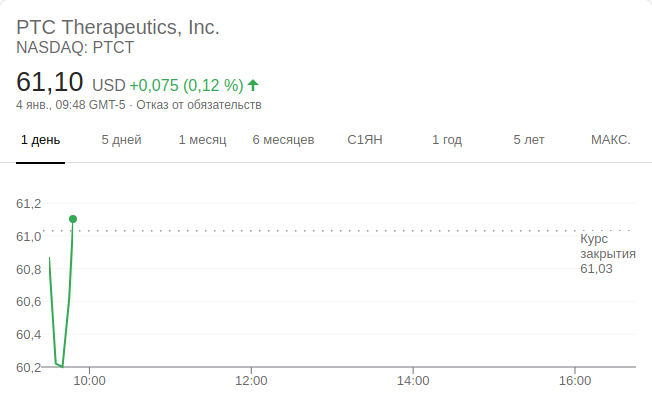 PTC Therapeutics, Inc.
NASDAQ: PTCT
61,10 USD +0,075 (0,12 %)
4 янв., 09:48 GMT-5 · Отказ от обязательств
1 день 5 дней 1 месяц 6 месяцев С1ЯН 1 год 5 лет МАКС.
61,2
61,0
60,8
60,6
60,4
60,2
Курс
закрытия
61,03
10:00 12:00 14:00 16:00